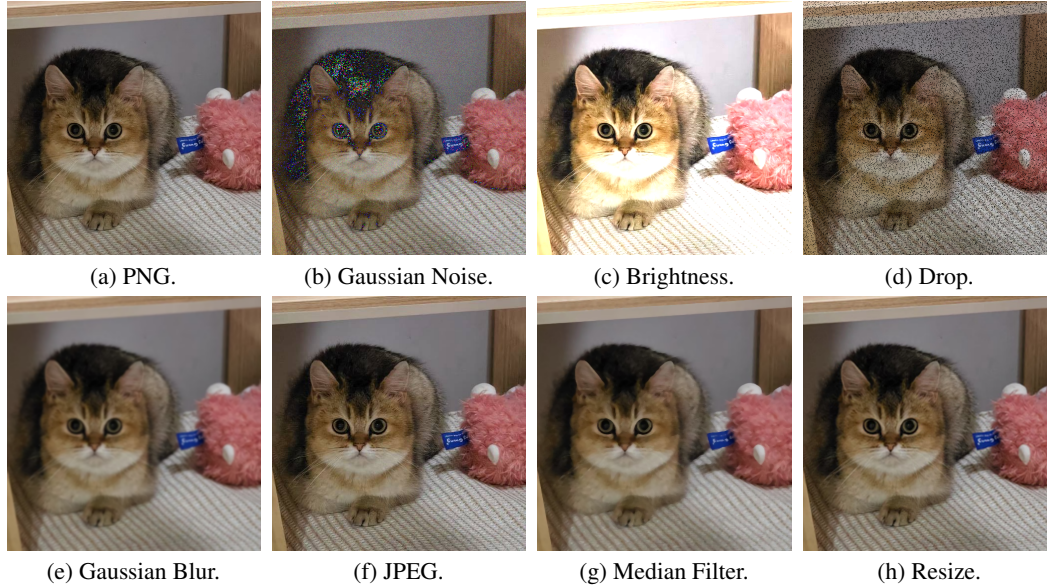 (a) PNG.
(b) Gaussian Noise.
(c) Brightness.
(d) Drop.
(e) Gaussian Blur.
(f) JPEG.
(g) Median Filter.
(h) Resize.